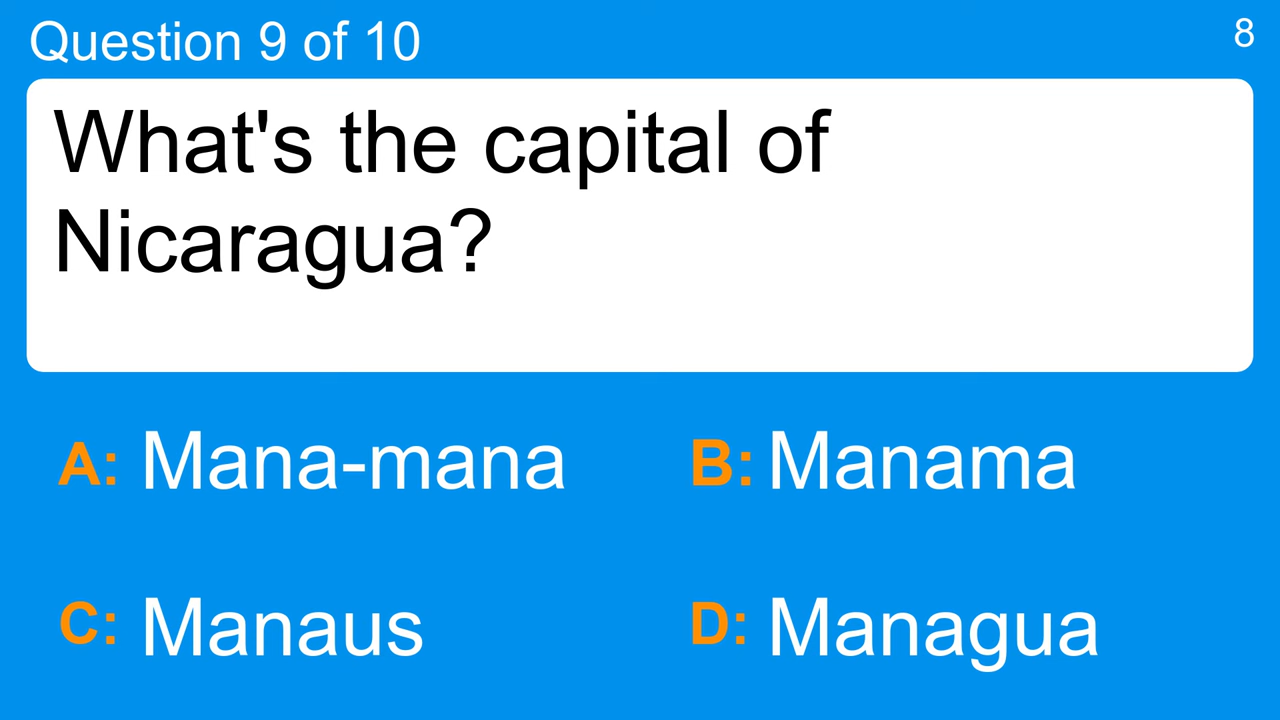 Question 9 of 10
8
What's the capital of
Nicaragua?
A: Mana-mana
B: Manama
C: Manaus
D: Managua